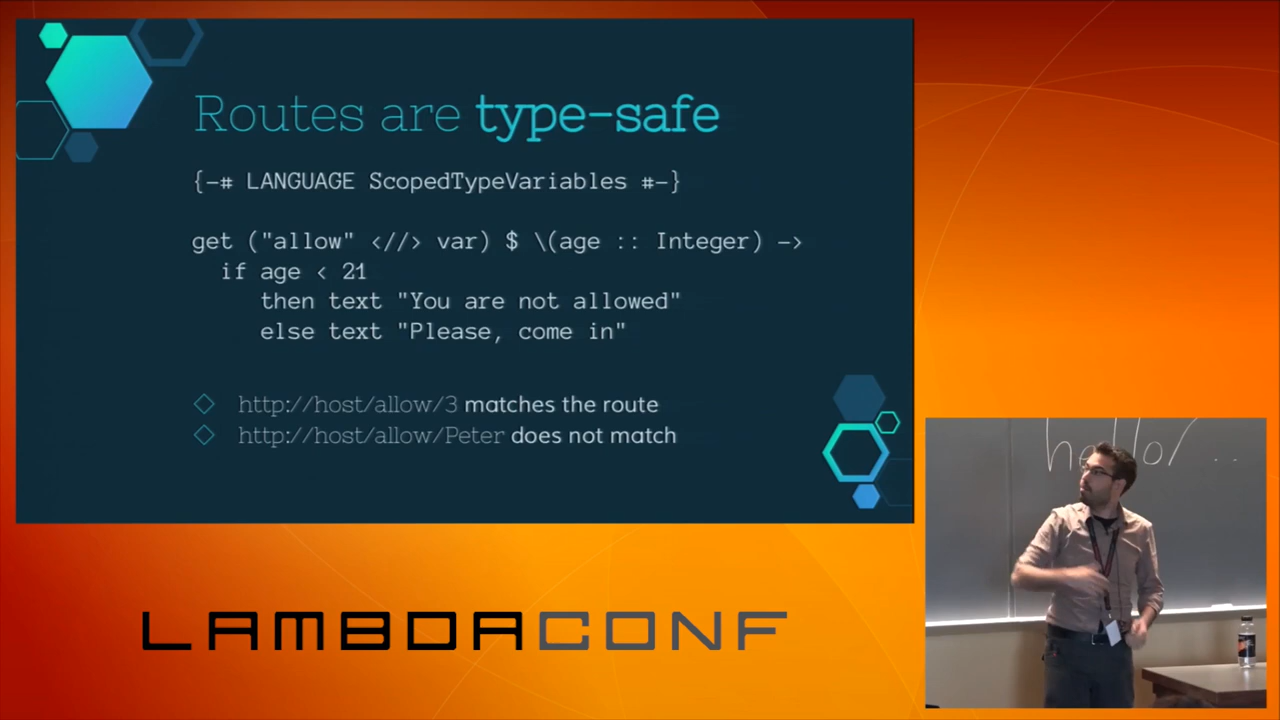 Routes are type-safe
{-# LANGUAGE ScopedTypeVariables #-}
get ("allow" <//> var) $ \(age :: Integer) ->
if age < 21
then text "You are not allowed"
else text "Please, come in"
http://host/allow/3 matches the route
http://host/allow/Peter does not match
hello/ ..
LAMBDACONF